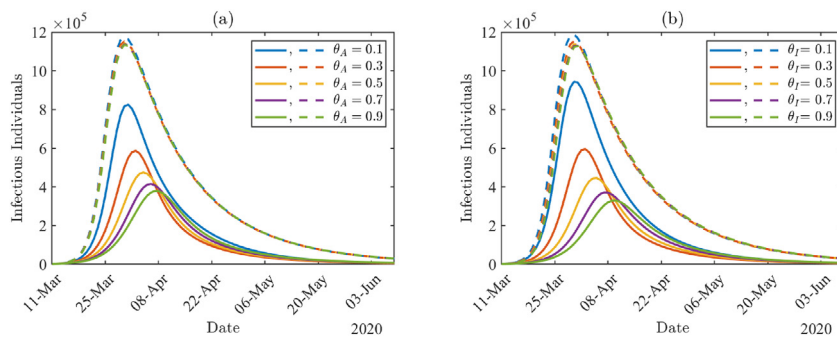 (a)
×10⁵
12
10
8
6
4
2
0
Infectious Individuals
11-Mar
25-Mar
08-Apr
22-Apr
06-May
20-May
03-Jun
Date
2020
, θ_A = 0.1
, θ_A = 0.3
, θ_A = 0.5
, θ_A = 0.7
, θ_A = 0.9
(b)
×10⁵
12
10
8
6
4
2
0
Infectious Individuals
11-Mar
25-Mar
08-Apr
22-Apr
06-May
20-May
03-Jun
Date
2020
, θ_I = 0.1
, θ_I = 0.3
, θ_I = 0.5
, θ_I = 0.7
, θ_I = 0.9